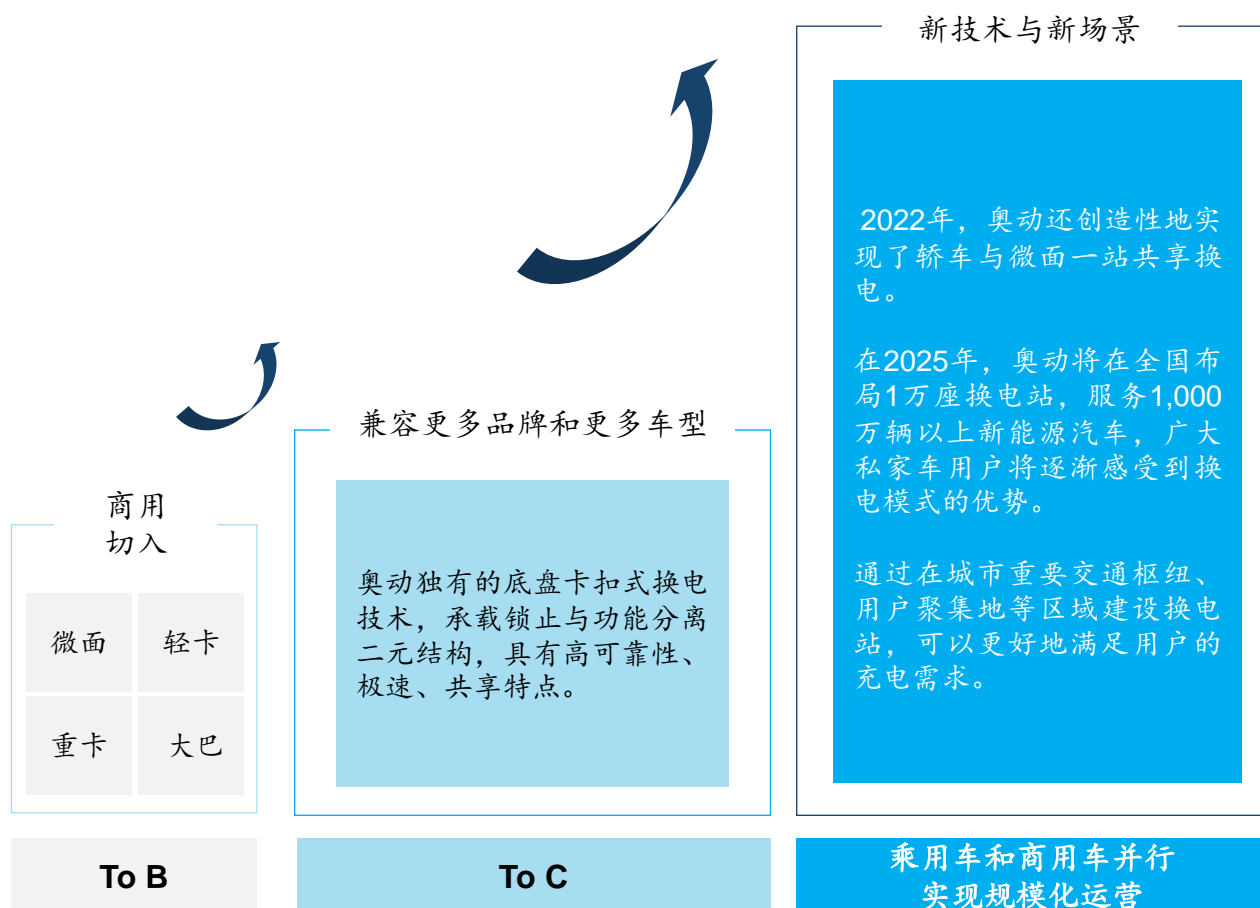 新技术与新场景
2022年，奥动还创造性地实
现了轿车与微面一站共享换
电。
在2025年，奥动将在全国布
局1万座换电站，服务1,000
万辆以上新能源汽车，广大
私家车用户将逐渐感受到换
电模式的优势。
通过在城市重要交通枢纽、
用户聚集地等区域建设换电
站，可以更好地满足用户的
充电需求。
兼容更多品牌和更多车型
奥动独有的底盘卡扣式换电
技术，承载锁止与功能分离
二元结构，具有高可靠性、
极速、共享特点。
商用
切入
微面 轻卡
重卡 大巴
To B
To C
乘用车和商用车并行
实现规模化运营